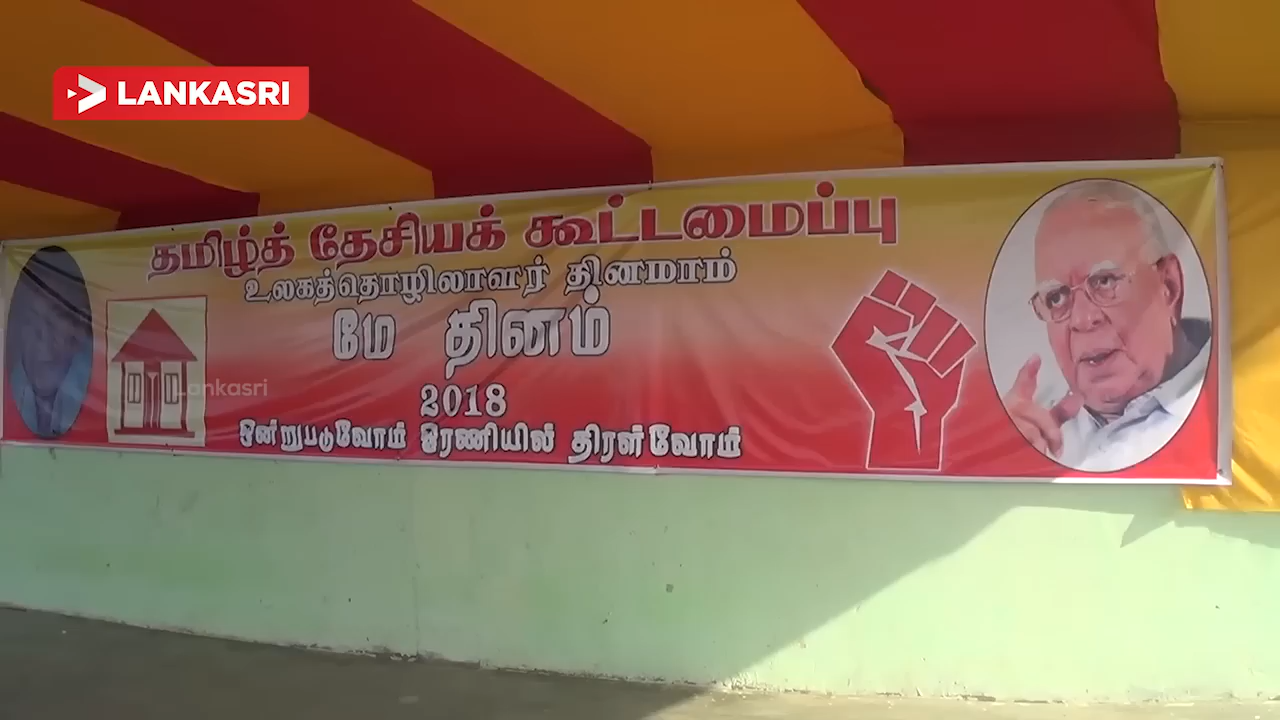 LANKASRI
தமிழ்த் தேசியக் கூட்டமைப்பு
உலகத்தொழிலாளர் தினமாம்
மே தினம்
2018
ஒன்றுபடுவோம் ஓரணியில் திரள்வோம்
Lankasri